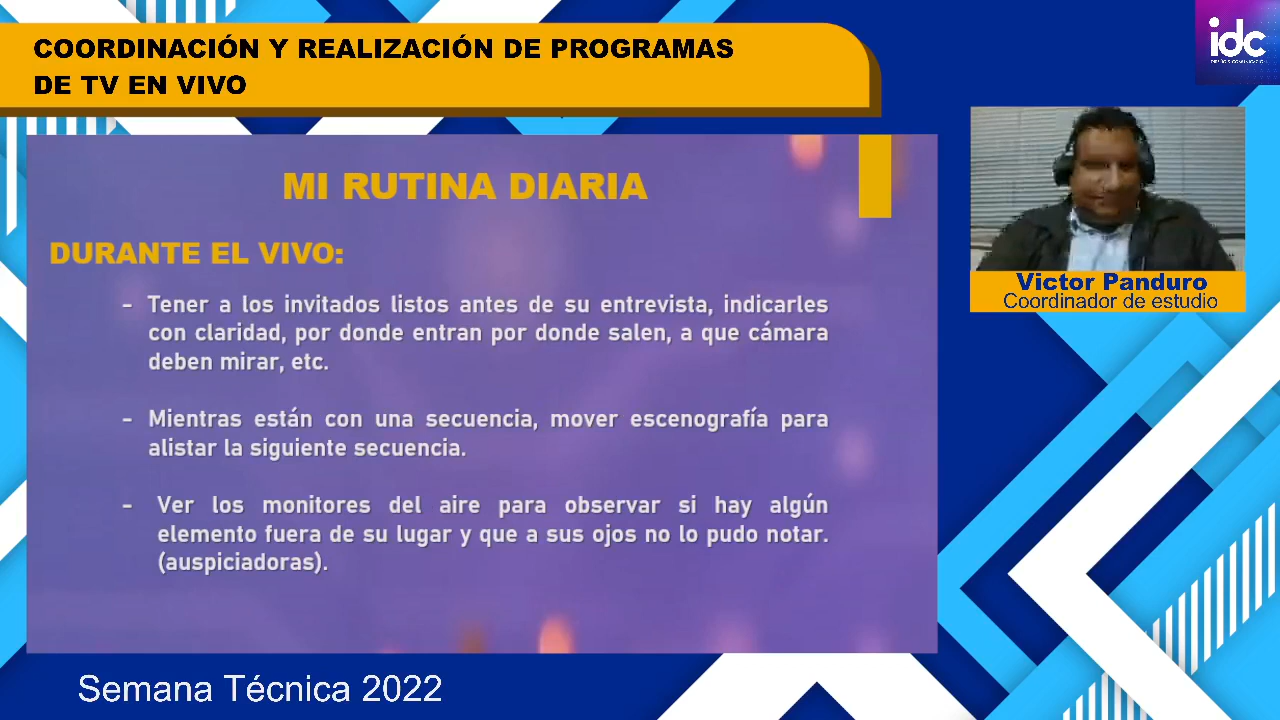 COORDINACIÓN Y REALIZACIÓN DE PROGRAMAS
DE TV EN VIVO
idc
MI RUTINA DIARIA
DURANTE EL VIVO:
- Tener a los invitados listos antes de su entrevista, indicarles
con claridad, por donde entran por donde salen, a que cámara
deben mirar, etc.
- Mientras están con una secuencia, mover escenografía para
alistar la siguiente secuencia.
- Ver los monitores del aire para observar si hay algún
elemento fuera de su lugar y que a sus ojos no lo pudo notar.
(auspiciadoras).
Victor Panduro
Coordinador de estudio
Semana Técnica 2022